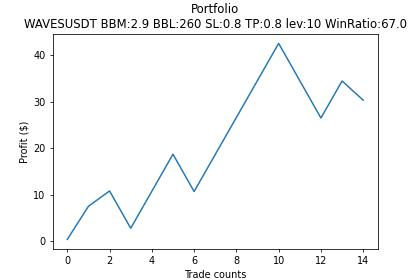 Portfolio
WAVESUSDT BBM:2.9 BBL:260 SL:0.8 TP:0.8 lev:10 WinRatio:67.0
40
30
20
10
0
Profit ($)
0 2 4 6 8 10 12 14
Trade counts